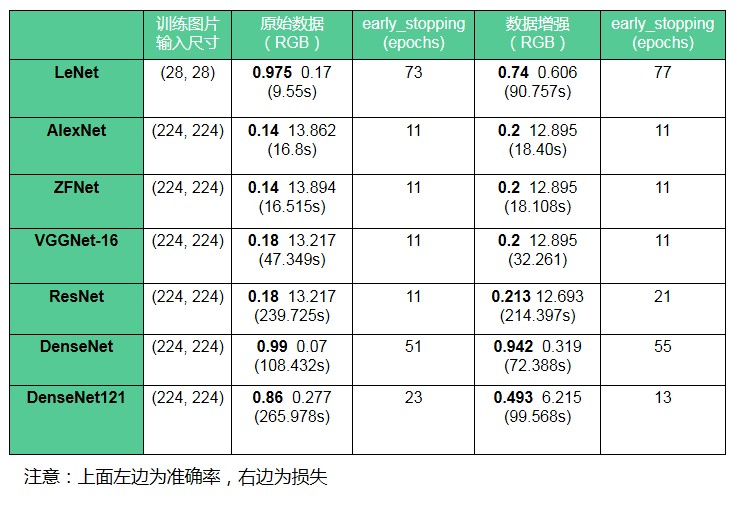 训练图片 原始数据 early_stopping 数据增强 early_stopping
输入尺寸 （RGB） (epochs) （RGB） (epochs)
LeNet (28, 28) 0.975 0.17 73 0.74 0.606 77
(9.55s) (90.757s)
AlexNet (224, 224) 0.14 13.862 11 0.2 12.895 11
(16.8s) (18.40s)
ZFNet (224, 224) 0.14 13.894 11 0.2 12.895 11
(16.515s) (18.108s)
VGGNet-16 (224, 224) 0.18 13.217 11 0.2 12.895 11
(47.349s) (32.261)
ResNet (224, 224) 0.18 13.217 11 0.213 12.693 21
(239.725s) (214.397s)
DenseNet (224, 224) 0.99 0.07 51 0.942 0.319 55
(108.432s) (72.388s)
DenseNet121 (224, 224) 0.86 0.277 23 0.493 6.215 13
(265.978s) (99.568s)
注意：上面左边为准确率，右边为损失